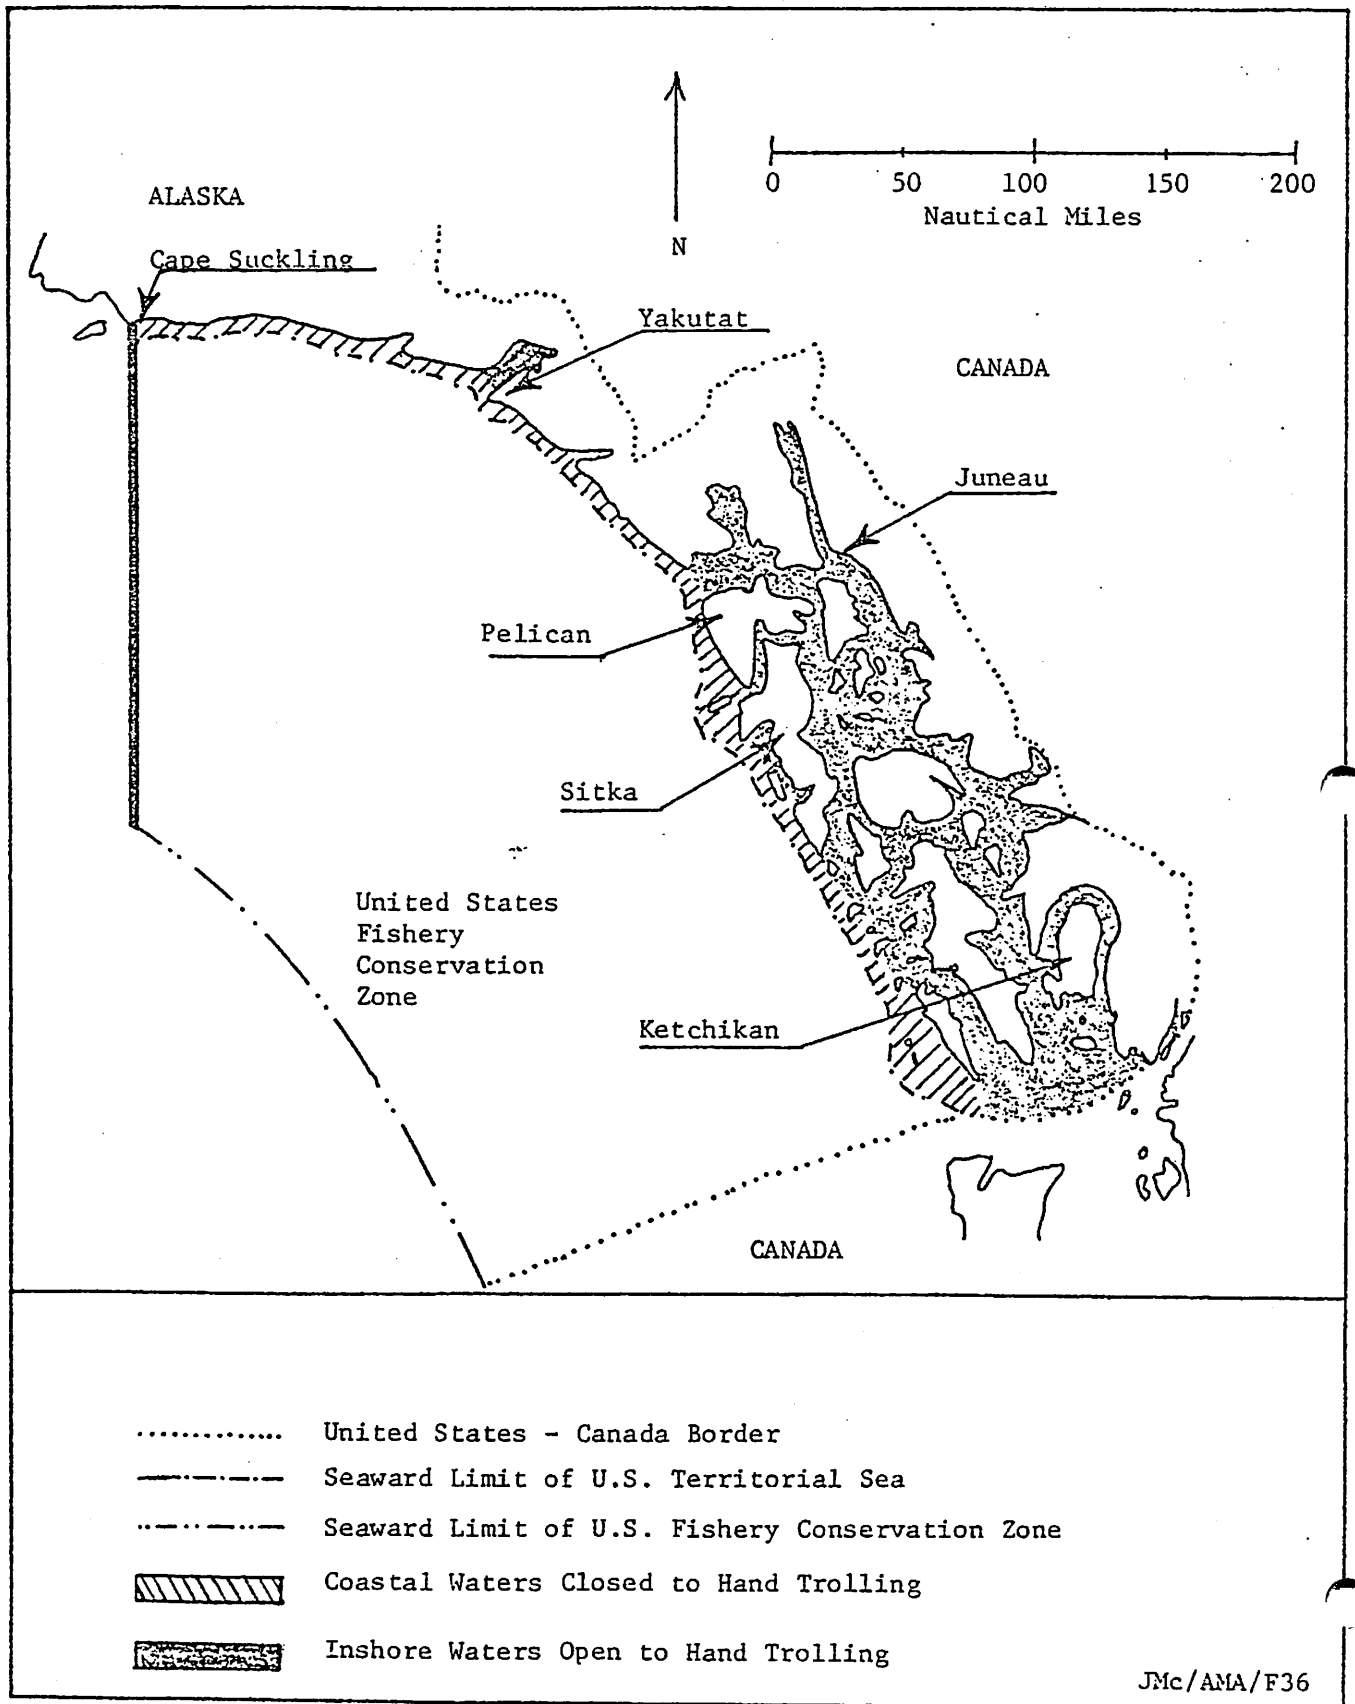 0 50 100 150 200
Nautical Miles
ALASKA
N
Cape Suckling
Yakutat
CANADA
Juneau
Pelican
Sitka
United States
Fishery
Conservation
Zone
Ketchikan
CANADA
United States - Canada Border
Seaward Limit of U.S. Territorial Sea
Seaward Limit of U.S. Fishery Conservation Zone
Coastal Waters Closed to Hand Trolling
Inshore Waters Open to Hand Trolling
JMc/AMA/F36